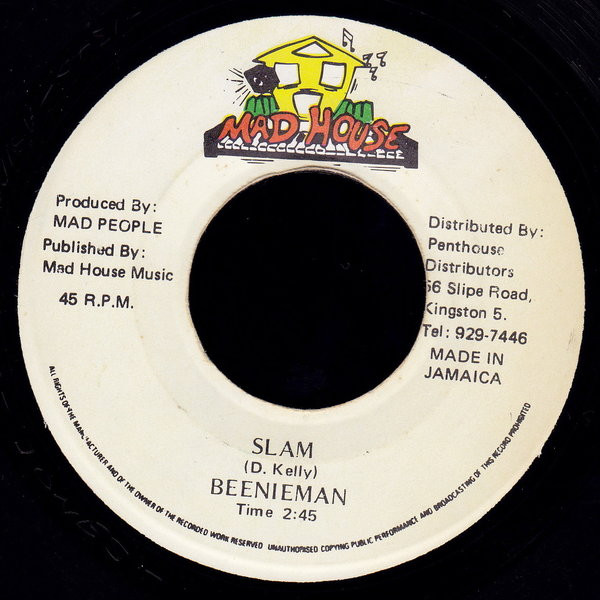 MAD HOUSE
Produced By:
MAD PEOPLE
Published By:
Mad House Music
45 R.P.M.
Distributed By:
Penthouse
Distributors
56 Slipe Road,
Kingston 5.
Tel: 929-7446
MADE IN
JAMAICA
SLAM
(D. Kelly)
BEENIEMAN
Time 2:45
ALL RIGHTS OF THE MANUFACTURER AND OF THE OWNER OF THE RECORDED WORK RESERVED UNAUTHORISED COPYING PUBLIC PERFORMANCE AND BROADCASTING OF THIS RECORD PROHIBITED